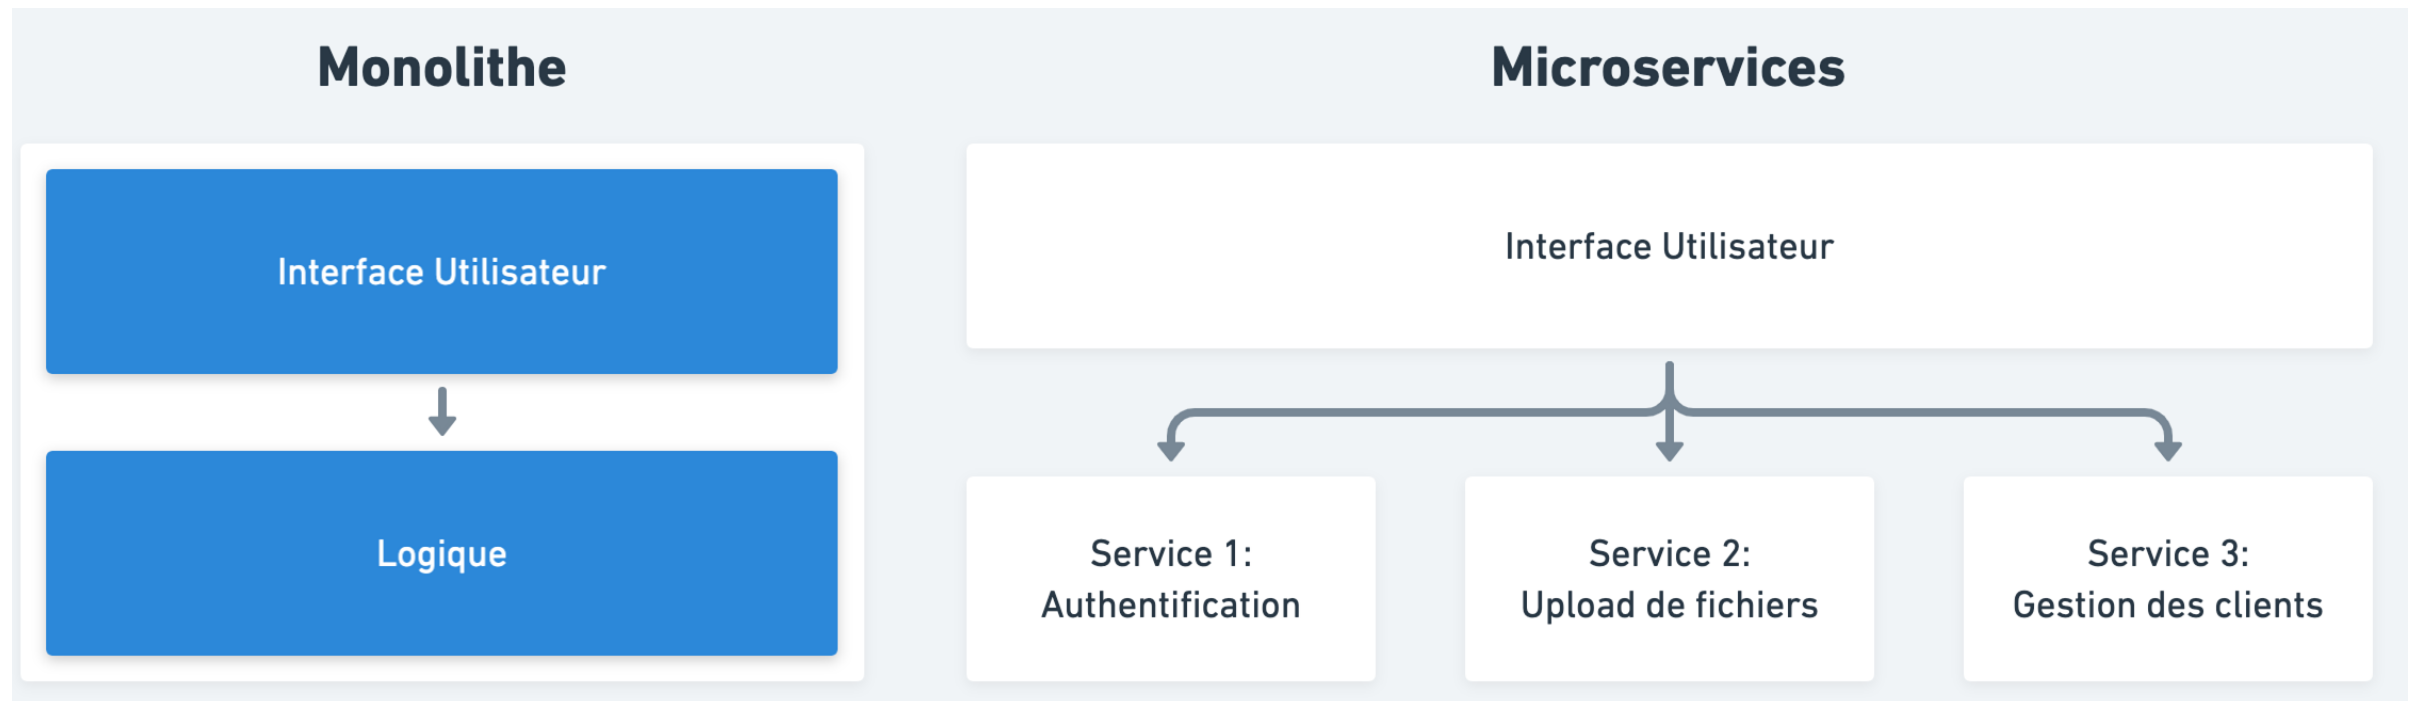 Monolithe
Interface Utilisateur
Logique
Microservices
Interface Utilisateur
Service 1:
Authentification
Service 2:
Upload de fichiers
Service 3:
Gestion des clients